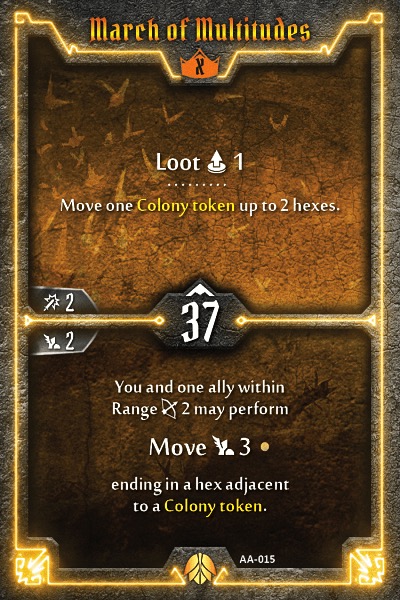 March of Multitudes
X
Loot 1
Move one Colony token up to 2 hexes.
2
37
2
You and one ally within
Range 2 may perform
Move 3
ending in a hex adjacent
to a Colony token.
AA-015